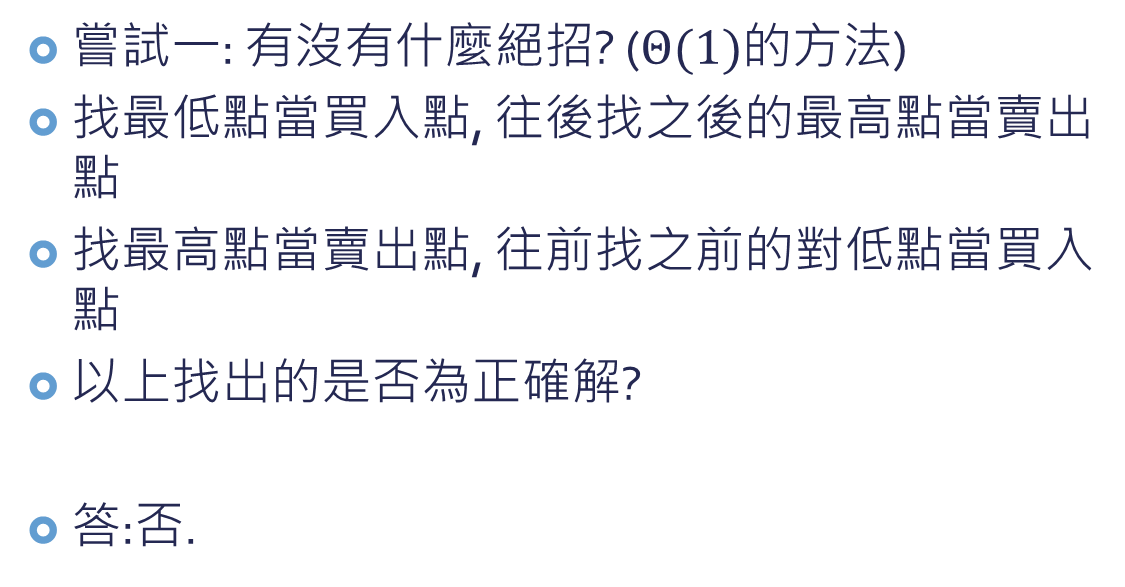 嘗試一: 有沒有什麼絕招? (Θ(1)的方法)
找最低點當買入點, 往後找之後的最高點當賣出
點
找最高點當賣出點, 往前找之前的對低點當買入
點
以上找出的是否為正確解?
答:否.